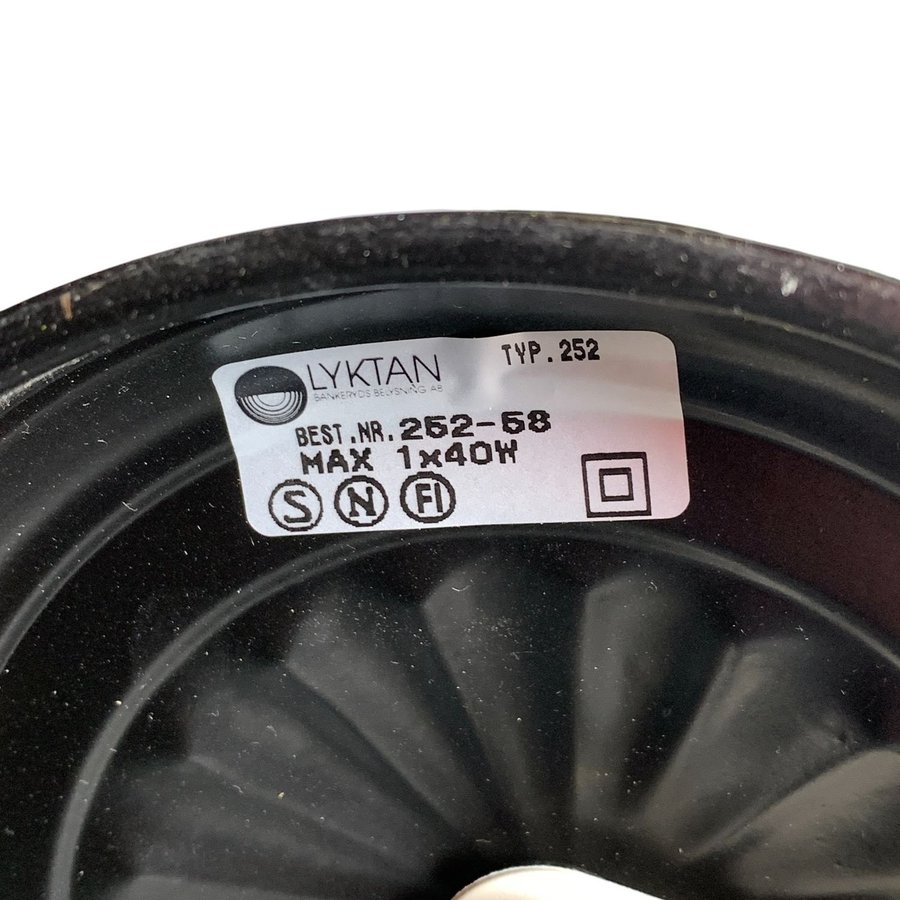 LYKTAN
BANKERYDS BELYSNING AB
TYP.252
BEST.NR.252-58
MAX 1x40W
S N FI